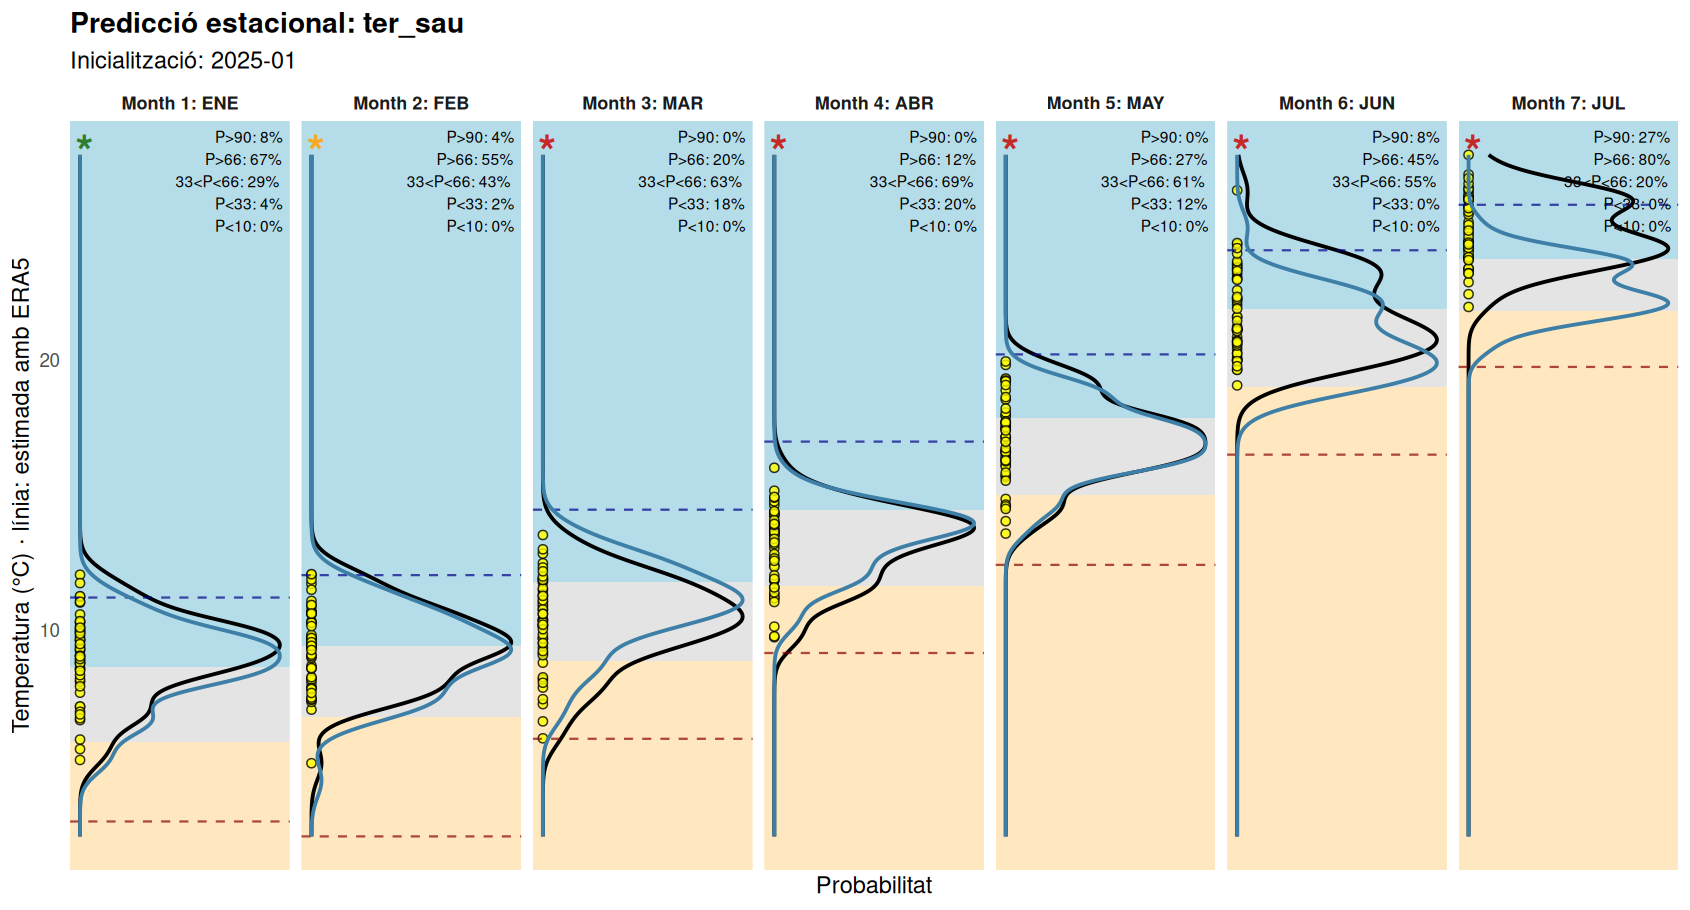 Predicció estacional: ter_sau
Inicialització: 2025-01
Month 1: ENE
Month 2: FEB
Month 3: MAR
Month 4: ABR
Month 5: MAY
Month 6: JUN
Month 7: JUL
*
P>90: 8%
P>66: 67%
33<P<66: 29%
P<33: 4%
P<10: 0%
*
P>90: 4%
P>66: 55%
33<P<66: 43%
P<33: 2%
P<10: 0%
*
P>90: 0%
P>66: 20%
33<P<66: 63%
P<33: 18%
P<10: 0%
*
P>90: 0%
P>66: 12%
33<P<66: 69%
P<33: 20%
P<10: 0%
*
P>90: 0%
P>66: 27%
33<P<66: 61%
P<33: 12%
P<10: 0%
*
P>90: 8%
P>66: 45%
33<P<66: 55%
P<33: 0%
P<10: 0%
*
P>90: 27%
P>66: 80%
33<P<66: 20%
P<33: 0%
P<10: 0%
20
10
Temperatura (°C) · línia: estimada amb ERA5
Probabilitat